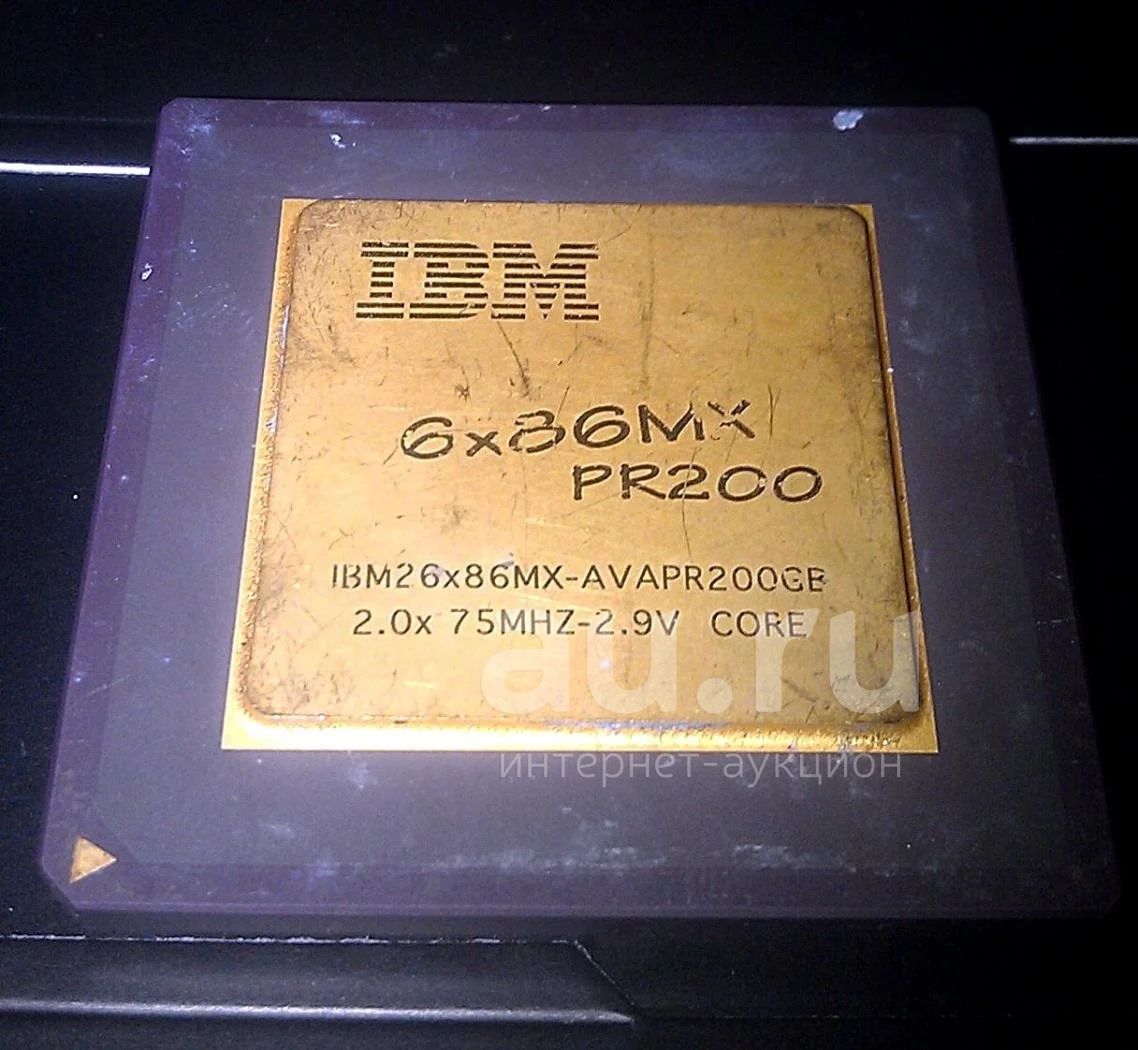 IBM
6x86MX
PR200
IBM26x86MX-AVAPR200GB
2.0x 75MHZ-2.9V CORE
au.ru
интернет-аукцион